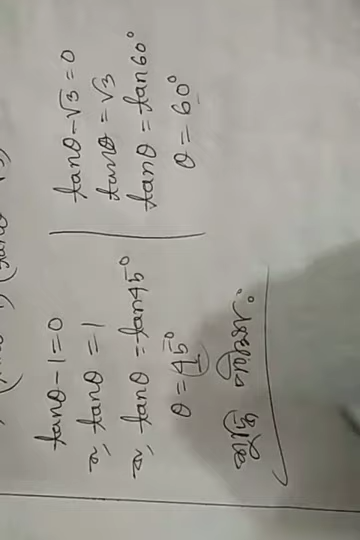 tanθ - 1 = 0
বা, tanθ = 1
বা, tanθ = tan45°
θ = 45°
tanθ - √3 = 0
tanθ = √3
tanθ = tan60°
θ = 60°